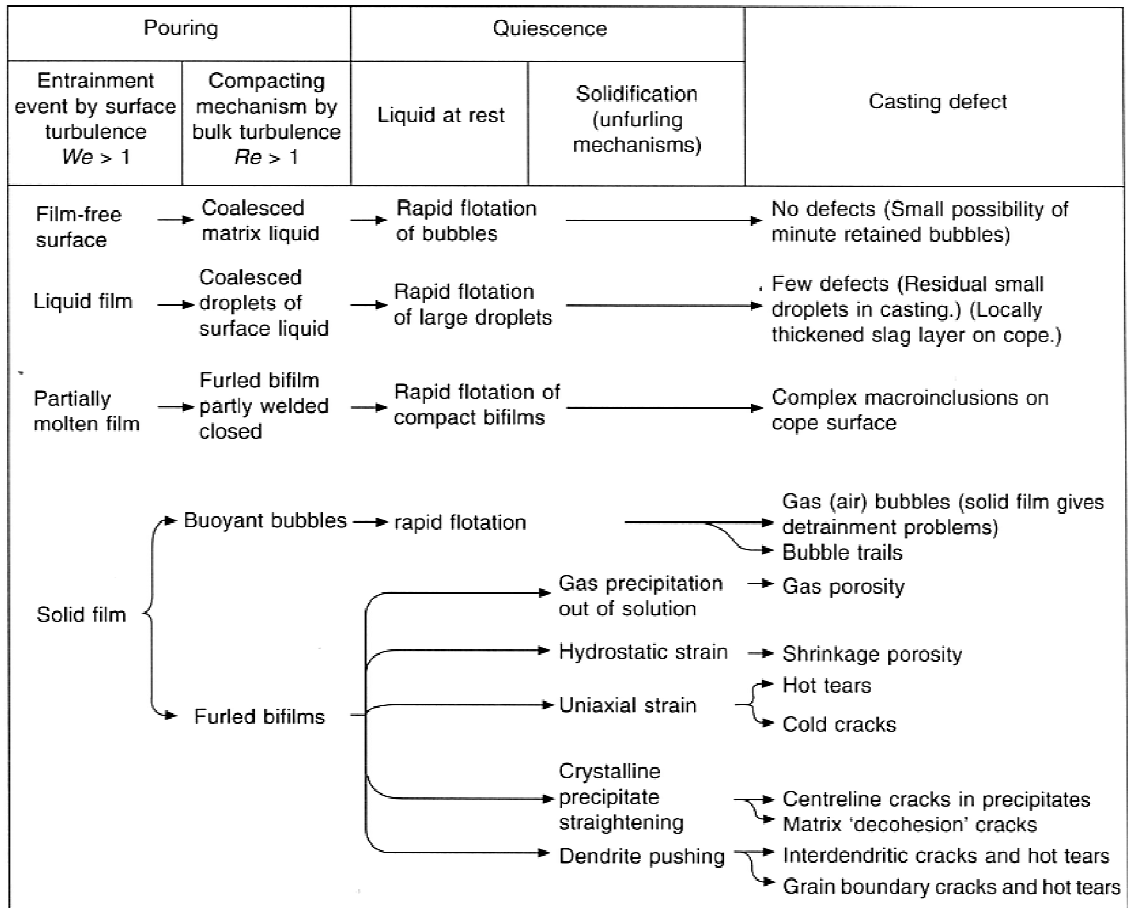 Pouring
Quiescence
Casting defect
Entrainment
event by surface
turbulence
We > 1
Compacting
mechanism by
bulk turbulence
Re > 1
Liquid at rest
Solidification
(unfurling
mechanisms)
Film-free
surface
Coalesced
matrix liquid
Rapid flotation
of bubbles
No defects (Small possibility of
minute retained bubbles)
Liquid film
Coalesced
droplets of
surface liquid
Rapid flotation
of large droplets
Few defects (Residual small
droplets in casting.) (Locally
thickened slag layer on cope.)
Partially
molten film
Furled bifilm
partly welded
closed
Rapid flotation of
compact bifilms
Complex macroinclusions on
cope surface
Solid film
Buoyant bubbles
rapid flotation
Gas (air) bubbles (solid film gives
detrainment problems)
Bubble trails
Furled bifilms
Gas precipitation
out of solution
Gas porosity
Hydrostatic strain
Shrinkage porosity
Uniaxial strain
Hot tears
Cold cracks
Crystalline
precipitate
straightening
Centreline cracks in precipitates
Matrix 'decohesion' cracks
Dendrite pushing
Interdendritic cracks and hot tears
Grain boundary cracks and hot tears